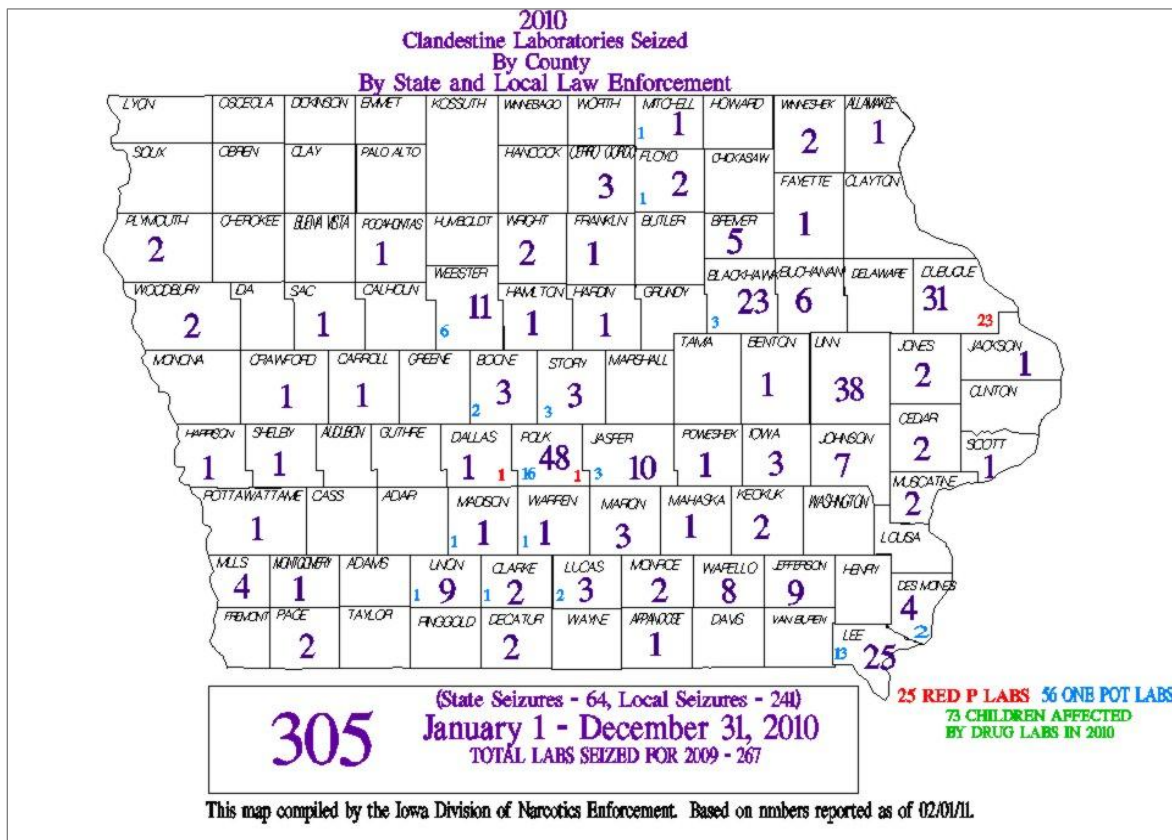 2010
Clandestine Laboratories Seized
By County
By State and Local Law Enforcement
LYON OSCEOLA DICKINSON EMMET KOSSUTH WINNEBAGO WORTH MITCHELL HOWARD WINNESHIEK ALLAMAKEE
1 1 2 1
SIOUX OBRIEN CLAY PALO ALTO HANCOCK CERRO GORDO FLOYD CHICKASAW
3 2 1
FAYETTE CLAYTON
1
PLYMOUTH CHEROKEE BUENA VISTA POCAHONTAS HUMBOLDT WRIGHT FRANKLIN BUTLER BREMER
2 1 2 1 5
WEBSTER BLACKHAWK BUCHANAN DELAWARE DUBUQUE
11 6 23 3 6 31 23
WOODBURY IDA SAC CALHOUN HAMILTON HARDIN GRUNDY
2 1 1 1
TAMA BENTON LINN JONES JACKSON
1 38 2 1
MONONA CRAWFORD CARROLL GREENE BOONE STORY MARSHALL CLINTON
1 1 3 2 3 3
CEDAR
2
HARRISON SHELBY AUDUBON GUTHRIE DALLAS POLK JASPER POWESHIEK IOWA JOHNSON SCOTT
1 1 1 1 48 16 1 3 10 1 3 7 1
MUSCATINE
2
POTTAWATTAMIE CASS ADAIR MADISON WARREN MARION MAHASKA KEOKUK WASHINGTON
1 1 1 1 1 3 1 2
LOUISA
MILLS MONTGOMERY ADAMS UNION CLARKE LUCAS MONROE WAPELLO JEFFERSON HENRY DES MOINES
4 1 1 9 1 2 2 3 2 8 9 4 2
FREMONT PAGE TAYLOR RINGGOLD DECATUR WAYNE APPANOOSE DAVIS VAN BUREN LEE
2 2 1 13 25
25 RED P LABS 56 ONE POT LABS
73 CHILDREN AFFECTED
BY DRUG LABS IN 2010
305
(State Seizures - 64, Local Seizures - 241)
January 1 - December 31, 2010
TOTAL LABS SEIZED FOR 2009 - 267
This map compiled by the Iowa Division of Narcotics Enforcement. Based on nmbers reported as of 02/01/11.